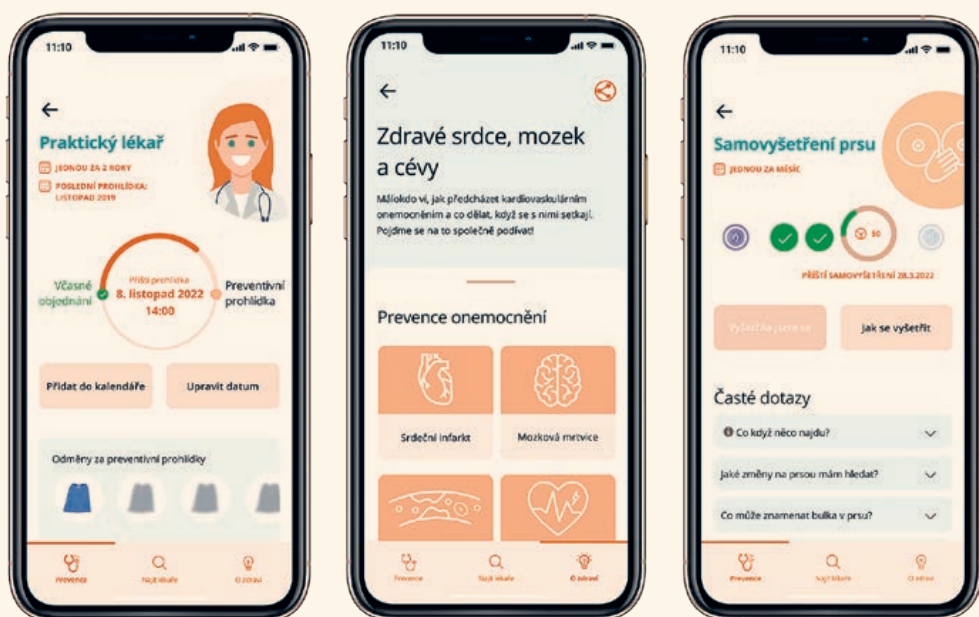 11:10
Praktický lékař
JEDNOU ZA 2 ROKY
POSLEDNÍ PROHLÍDKA:
LISTOPAD 2019
Včasné
objednání
Příští prohlídka
8. listopad 2022
14:00
Preventivní
prohlídka
Přidat do kalendáře
Upravit datum
Odměny za preventivní prohlídky
Prevence
Najít lékaře
O zdraví
11:10
Zdravé srdce, mozek
a cévy
Málokdo ví, jak předcházet kardiovaskulárním
onemocněním a co dělat, když se s nimi setkají.
Pojďme se na to společně podívat!
Prevence onemocnění
Srdeční infarkt
Mozková mrtvice
Prevence
Najít lékaře
O zdraví
11:10
Samovyšetření prsu
JEDNOU ZA MĚSÍC
50
PŘÍŠTÍ SAMOVYŠETŘENÍ 28.3.2022
Vyšetřila jsem se
Jak se vyšetřit
Časté dotazy
Co když něco najdu?
Jaké změny na prsou mám hledat?
Co může znamenat bulka v prsu?
Prevence
Najít lékaře
O zdraví